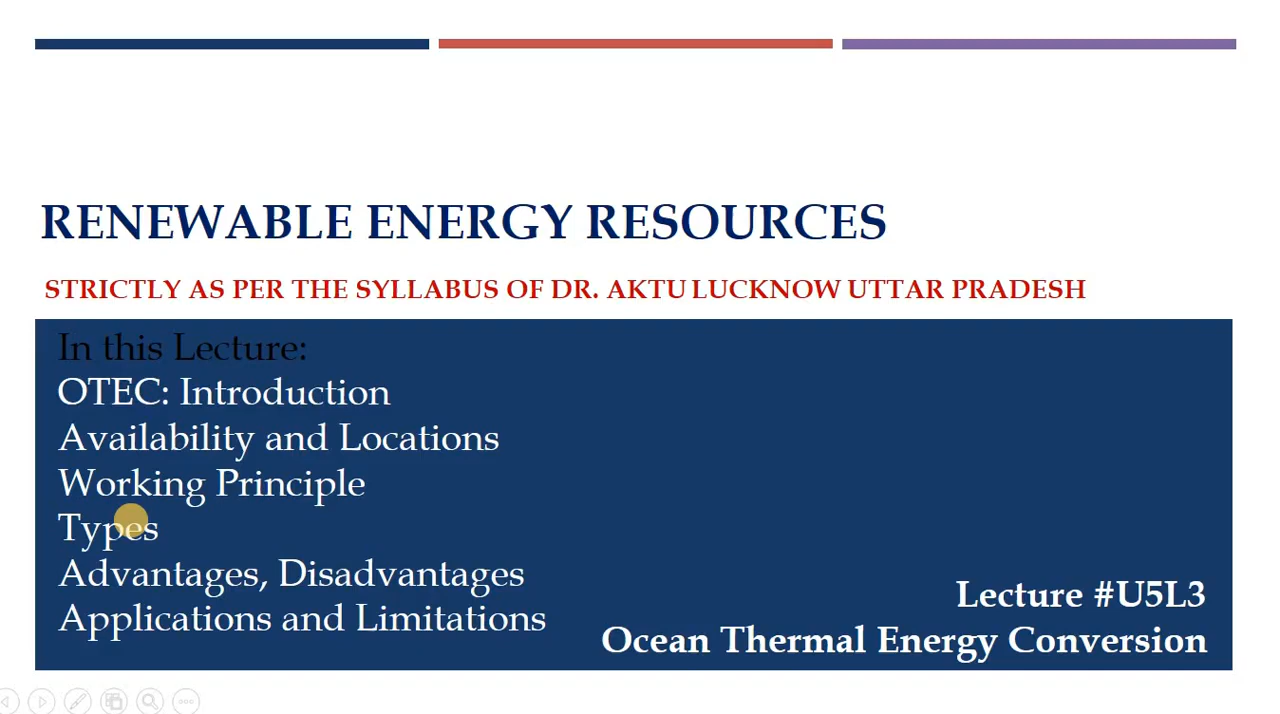 RENEWABLE ENERGY RESOURCES
STRICTLY AS PER THE SYLLABUS OF DR. AKTU LUCKNOW UTTAR PRADESH
In this Lecture:
OTEC: Introduction
Availability and Locations
Working Principle
Types
Advantages, Disadvantages
Applications and Limitations
Lecture #U5L3
Ocean Thermal Energy Conversion